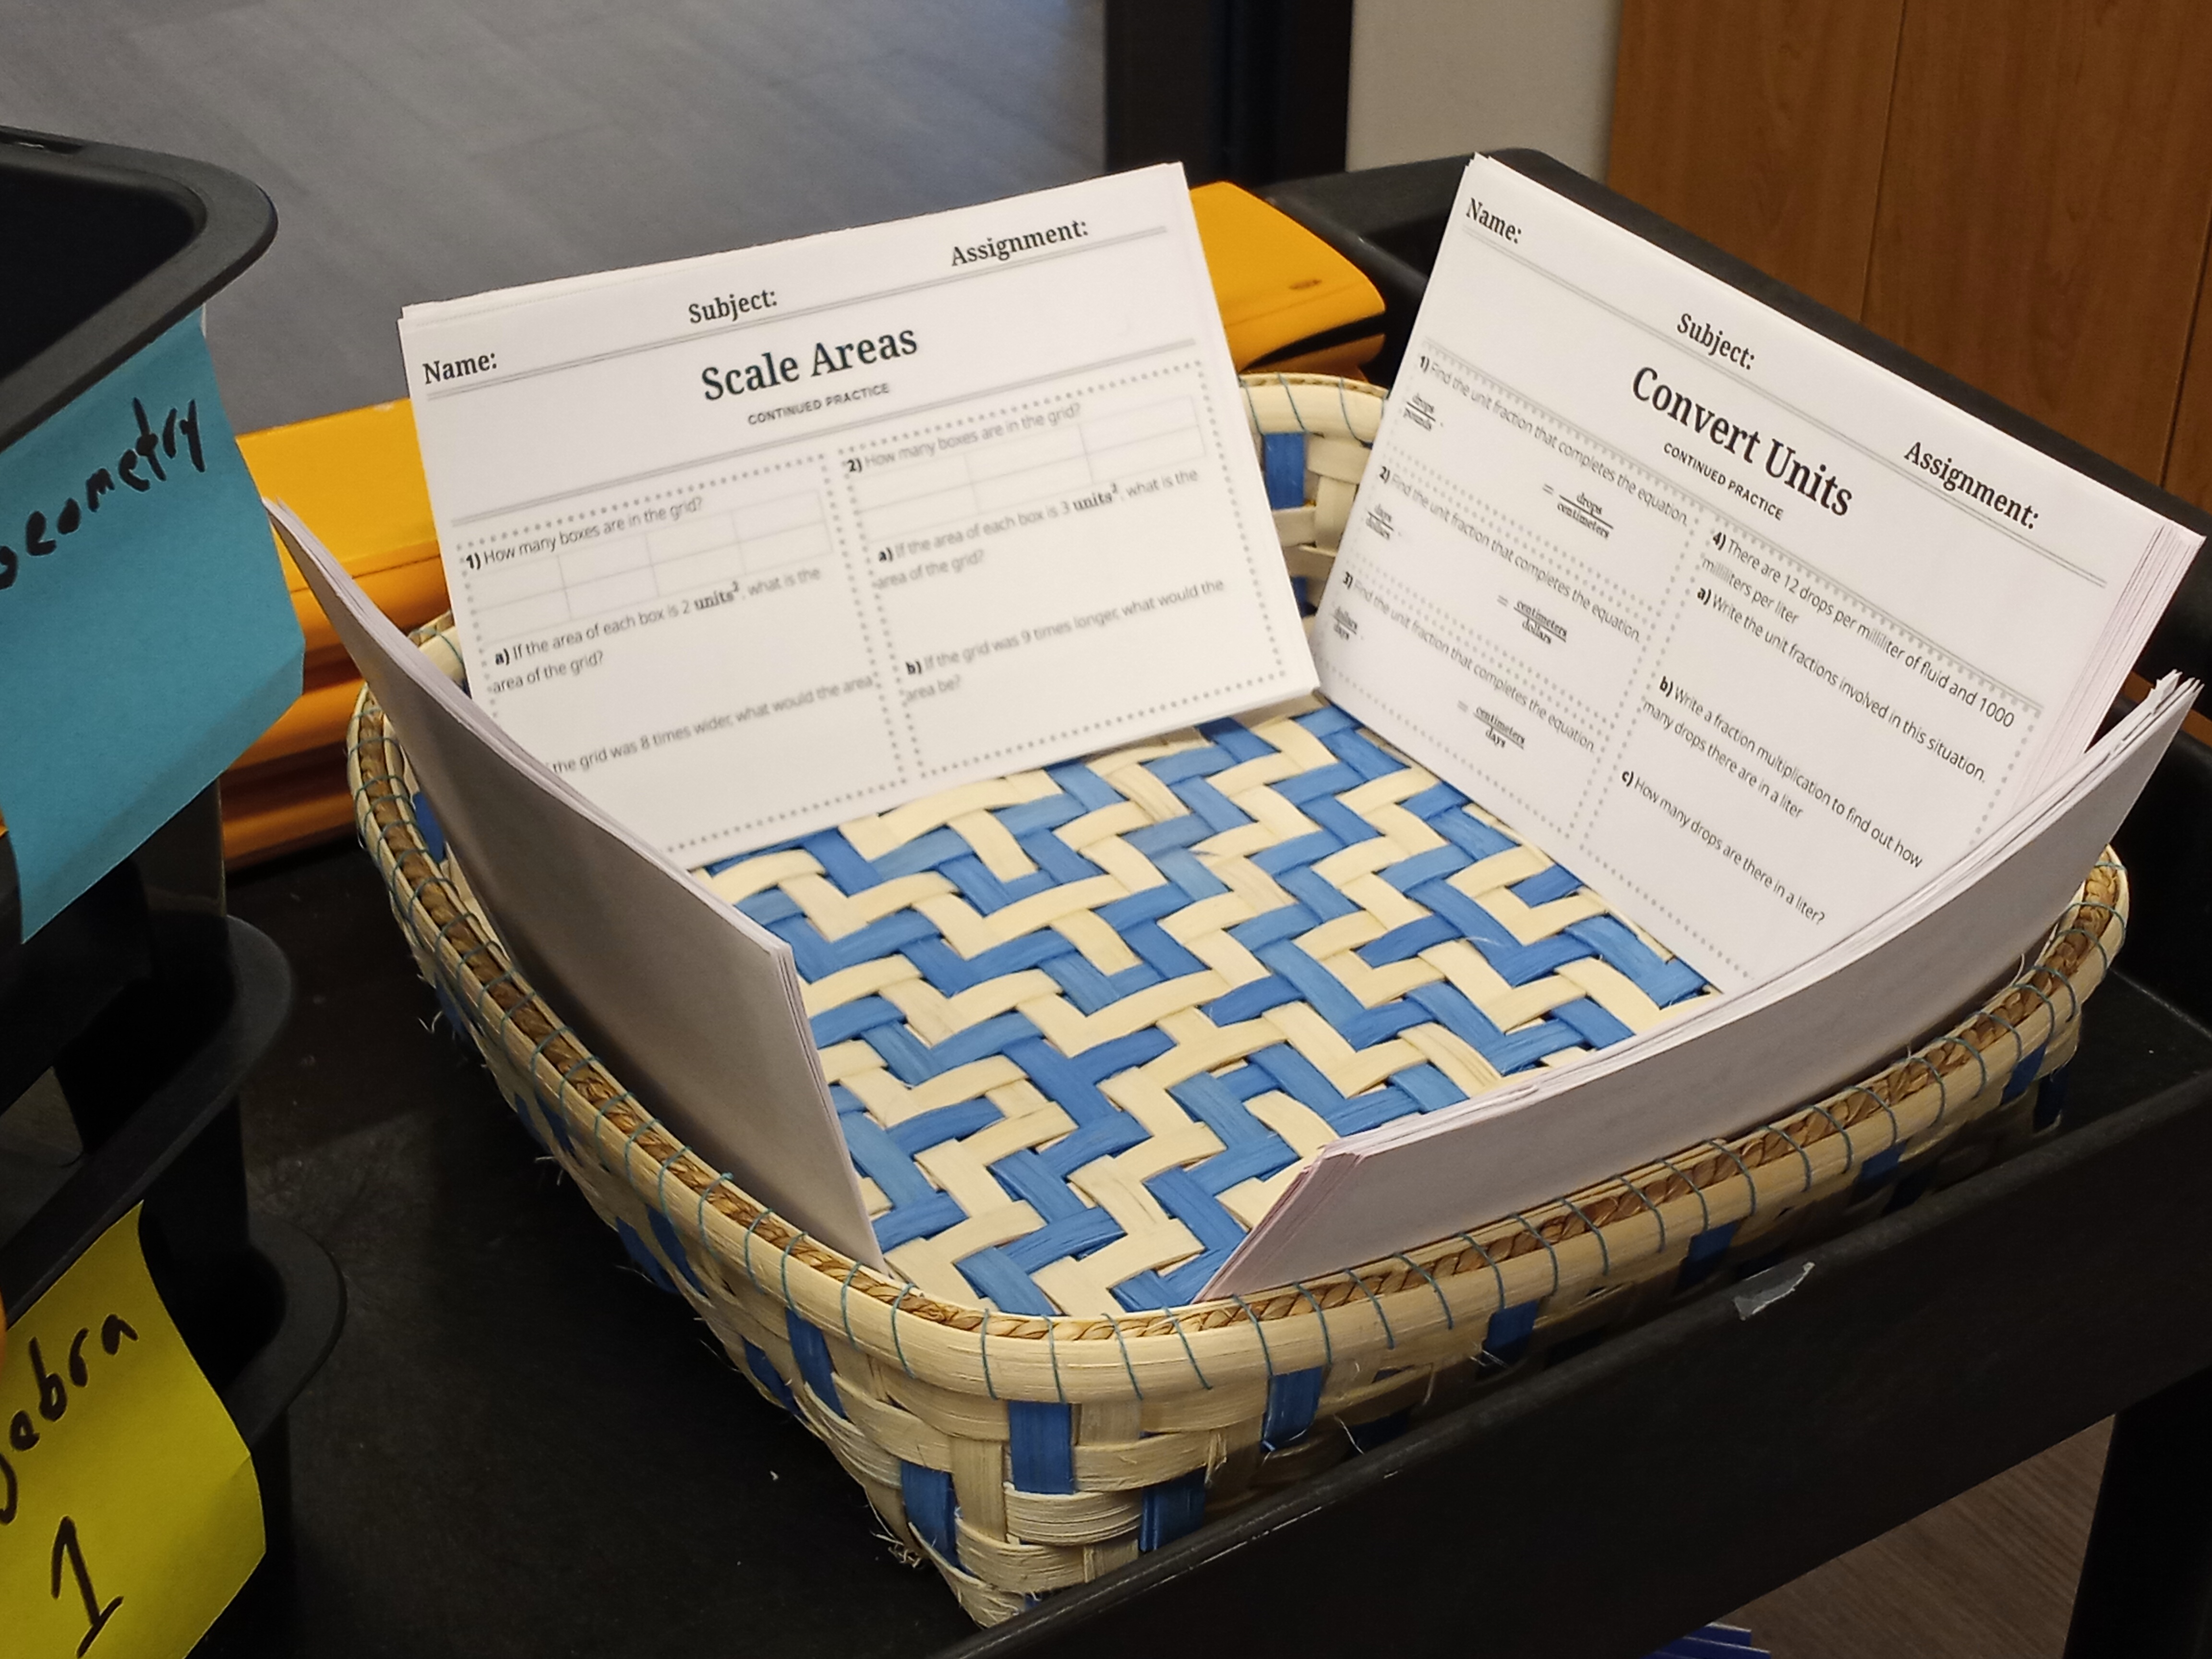 Name:
Subject:
Assignment:
Scale Areas
CONTINUED PRACTICE
1) How many boxes are in the grid?
a) If the area of each box is 2 units², what is the
area of the grid?
the grid was 8 times wider, what would the area
2) How many boxes are in the grid?
a) If the area of each box is 3 units², what is the
area of the grid?
b) If the grid was 9 times longer, what would the
area be?
Name:
Subject:
Assignment:
Convert Units
CONTINUED PRACTICE
1) Find the unit fraction that completes the equation.
drops
pounds
=
drops
centimeters
2) Find the unit fraction that completes the equation.
days
dollars
=
centimeters
dollars
3) Find the unit fraction that completes the equation.
dollars
days
=
centimeters
days
4) There are 12 drops per milliliter of fluid and 1000
milliliters per liter
a) Write the unit fractions involved in this situation.
b) Write a fraction multiplication to find out how
many drops there are in a liter
c) How many drops are there in a liter?
eometry
ebra
1